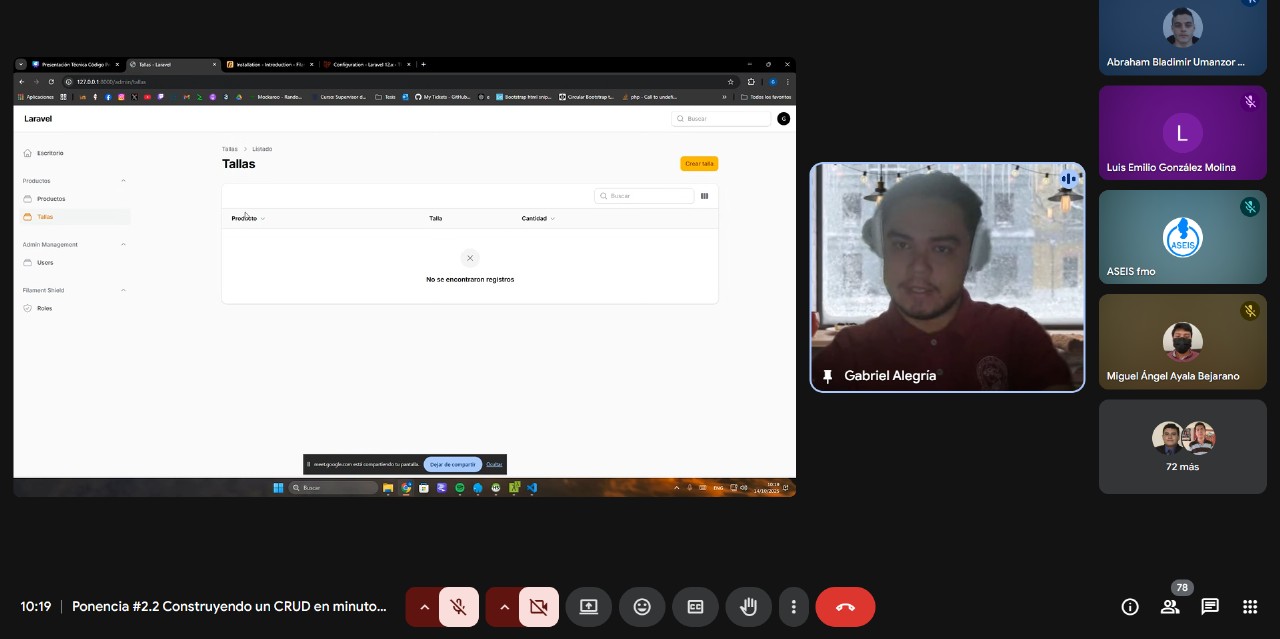 Presentación Técnica Código F
Tallas - Laravel
Installation - Introduction - Fil
Configuration - Laravel 12.x - T
127.0.0.1:8000/admin/tallas
Aplicaciones
Mockaroo - Rando...
Curso: Supervisor d...
Tests
My Tickets - GitHub...
Bootstrap html snip...
Circular Bootstrap t...
php - Call to undefi...
Todos los favoritos
Laravel
Buscar
G
Escritorio
Productos
Productos
Tallas
Admin Management
Users
Filament Shield
Roles
Tallas > Listado
Tallas
Crear talla
Buscar
Producto
Talla
Cantidad
No se encontraron registros
meet.google.com está compartiendo tu pantalla.
Dejar de compartir
Ocultar
Buscar
ENG
10:19
14/10/2025
Gabriel Alegría
Abraham Bladimir Umanzor ...
L
Luis Emilio González Molina
ASEIS
ASEIS fmo
Miguel Ángel Ayala Bejarano
72 más
10:19 | Ponencia #2.2 Construyendo un CRUD en minuto...
78